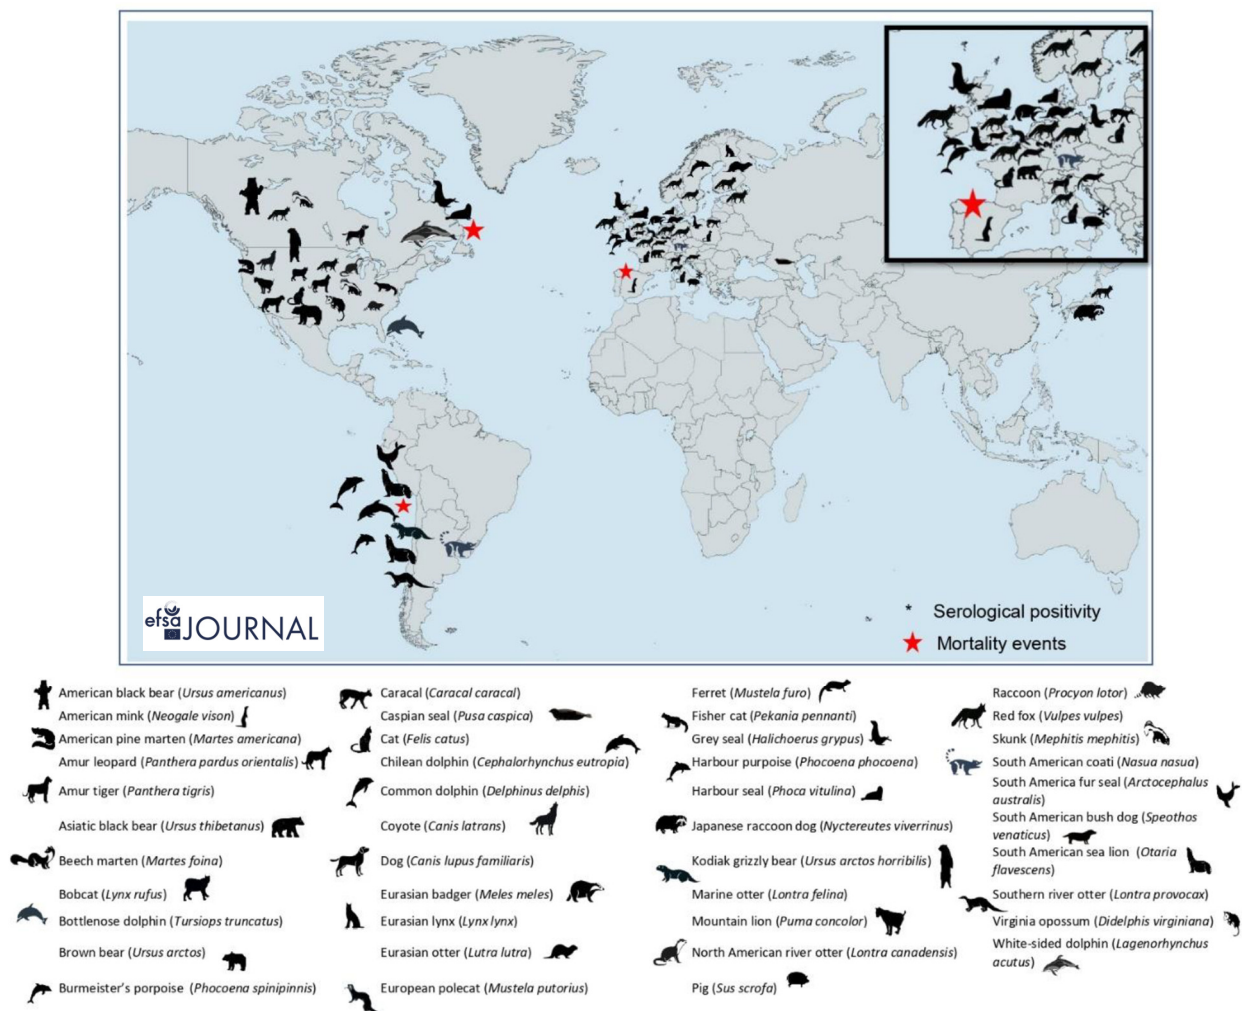 * Serological positivity
Mortality events
efsa JOURNAL
American black bear (Ursus americanus)
American mink (Neogale vison)
American pine marten (Martes americana)
Amur leopard (Panthera pardus orientalis)
Amur tiger (Panthera tigris)
Asiatic black bear (Ursus thibetanus)
Beech marten (Martes foina)
Bobcat (Lynx rufus)
Bottlenose dolphin (Tursiops truncatus)
Brown bear (Ursus arctos)
Burmeister's porpoise (Phocoena spinipinnis)
Caracal (Caracal caracal)
Caspian seal (Pusa caspica)
Cat (Felis catus)
Chilean dolphin (Cephalorhynchus eutropia)
Common dolphin (Delphinus delphis)
Coyote (Canis latrans)
Dog (Canis lupus familiaris)
Eurasian badger (Meles meles)
Eurasian lynx (Lynx lynx)
Eurasian otter (Lutra lutra)
European polecat (Mustela putorius)
Ferret (Mustela furo)
Fisher cat (Pekania pennanti)
Grey seal (Halichoerus grypus)
Harbour purpoise (Phocoena phocoena)
Harbour seal (Phoca vitulina)
Japanese raccoon dog (Nyctereutes viverrinus)
Kodiak grizzly bear (Ursus arctos horribilis)
Marine otter (Lontra felina)
Mountain lion (Puma concolor)
North American river otter (Lontra canadensis)
Pig (Sus scrofa)
Raccoon (Procyon lotor)
Red fox (Vulpes vulpes)
Skunk (Mephitis mephitis)
South American coati (Nasua nasua)
South America fur seal (Arctocephalus
australis)
South American bush dog (Speothos
venaticus)
South American sea lion (Otaria
flavescens)
Southern river otter (Lontra provocax)
Virginia opossum (Didelphis virginiana)
White-sided dolphin (Lagenorhynchus
acutus)